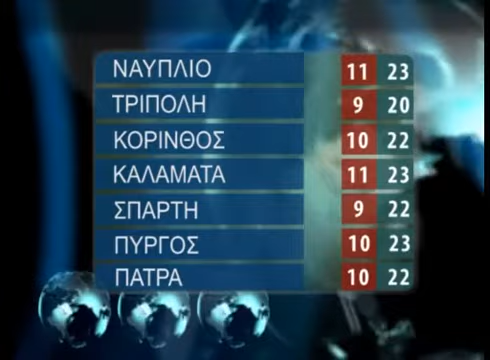 ΝΑΥΠΛΙΟ 11 23
ΤΡΙΠΟΛΗ 9 20
ΚΟΡΙΝΘΟΣ 10 22
ΚΑΛΑΜΑΤΑ 11 23
ΣΠΑΡΤΗ 9 22
ΠΥΡΓΟΣ 10 23
ΠΑΤΡΑ 10 22